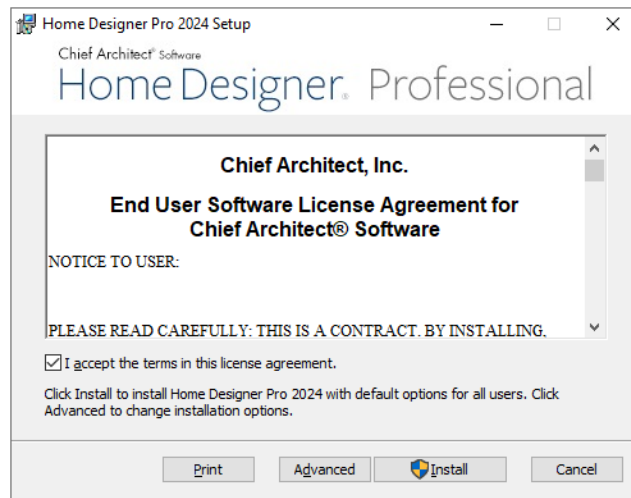 Home Designer Pro 2024 Setup
Chief Architect® Software
Home Designer® Professional
Chief Architect, Inc.
End User Software License Agreement for
Chief Architect® Software
NOTICE TO USER:
PLEASE READ CAREFULLY: THIS IS A CONTRACT. BY INSTALLING,
I accept the terms in this license agreement.
Click Install to install Home Designer Pro 2024 with default options for all users. Click
Advanced to change installation options.
Print Advanced Install Cancel